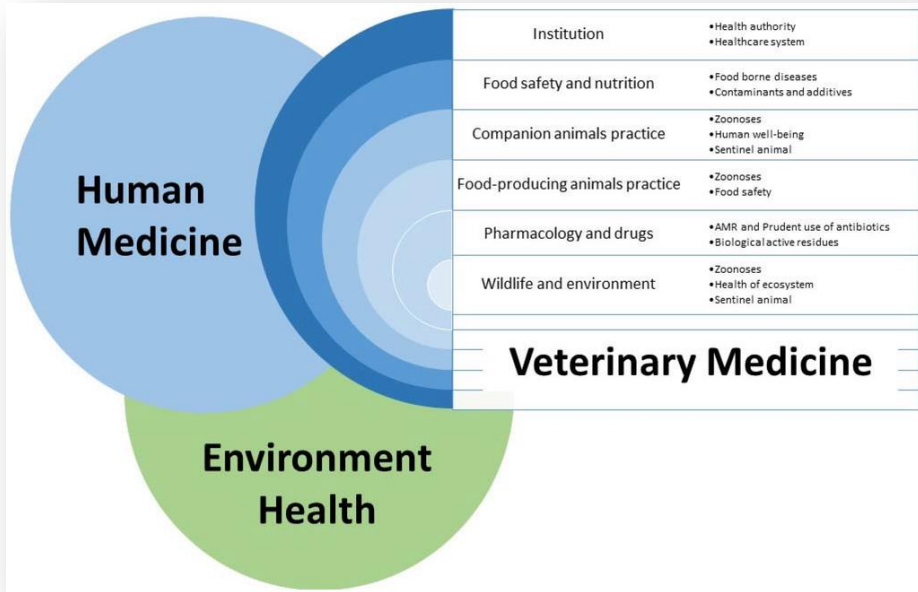 Human
Medicine
Environment
Health
Institution
•Health authority
•Healthcare system
Food safety and nutrition
•Food borne diseases
•Contaminants and additives
Companion animals practice
•Zoonoses
•Human well-being
•Sentinel animal
Food-producing animals practice
•Zoonoses
•Food safety
Pharmacology and drugs
•AMR and Prudent use of antibiotics
•Biological active residues
Wildlife and environment
•Zoonoses
•Health of ecosystem
•Sentinel animal
Veterinary Medicine